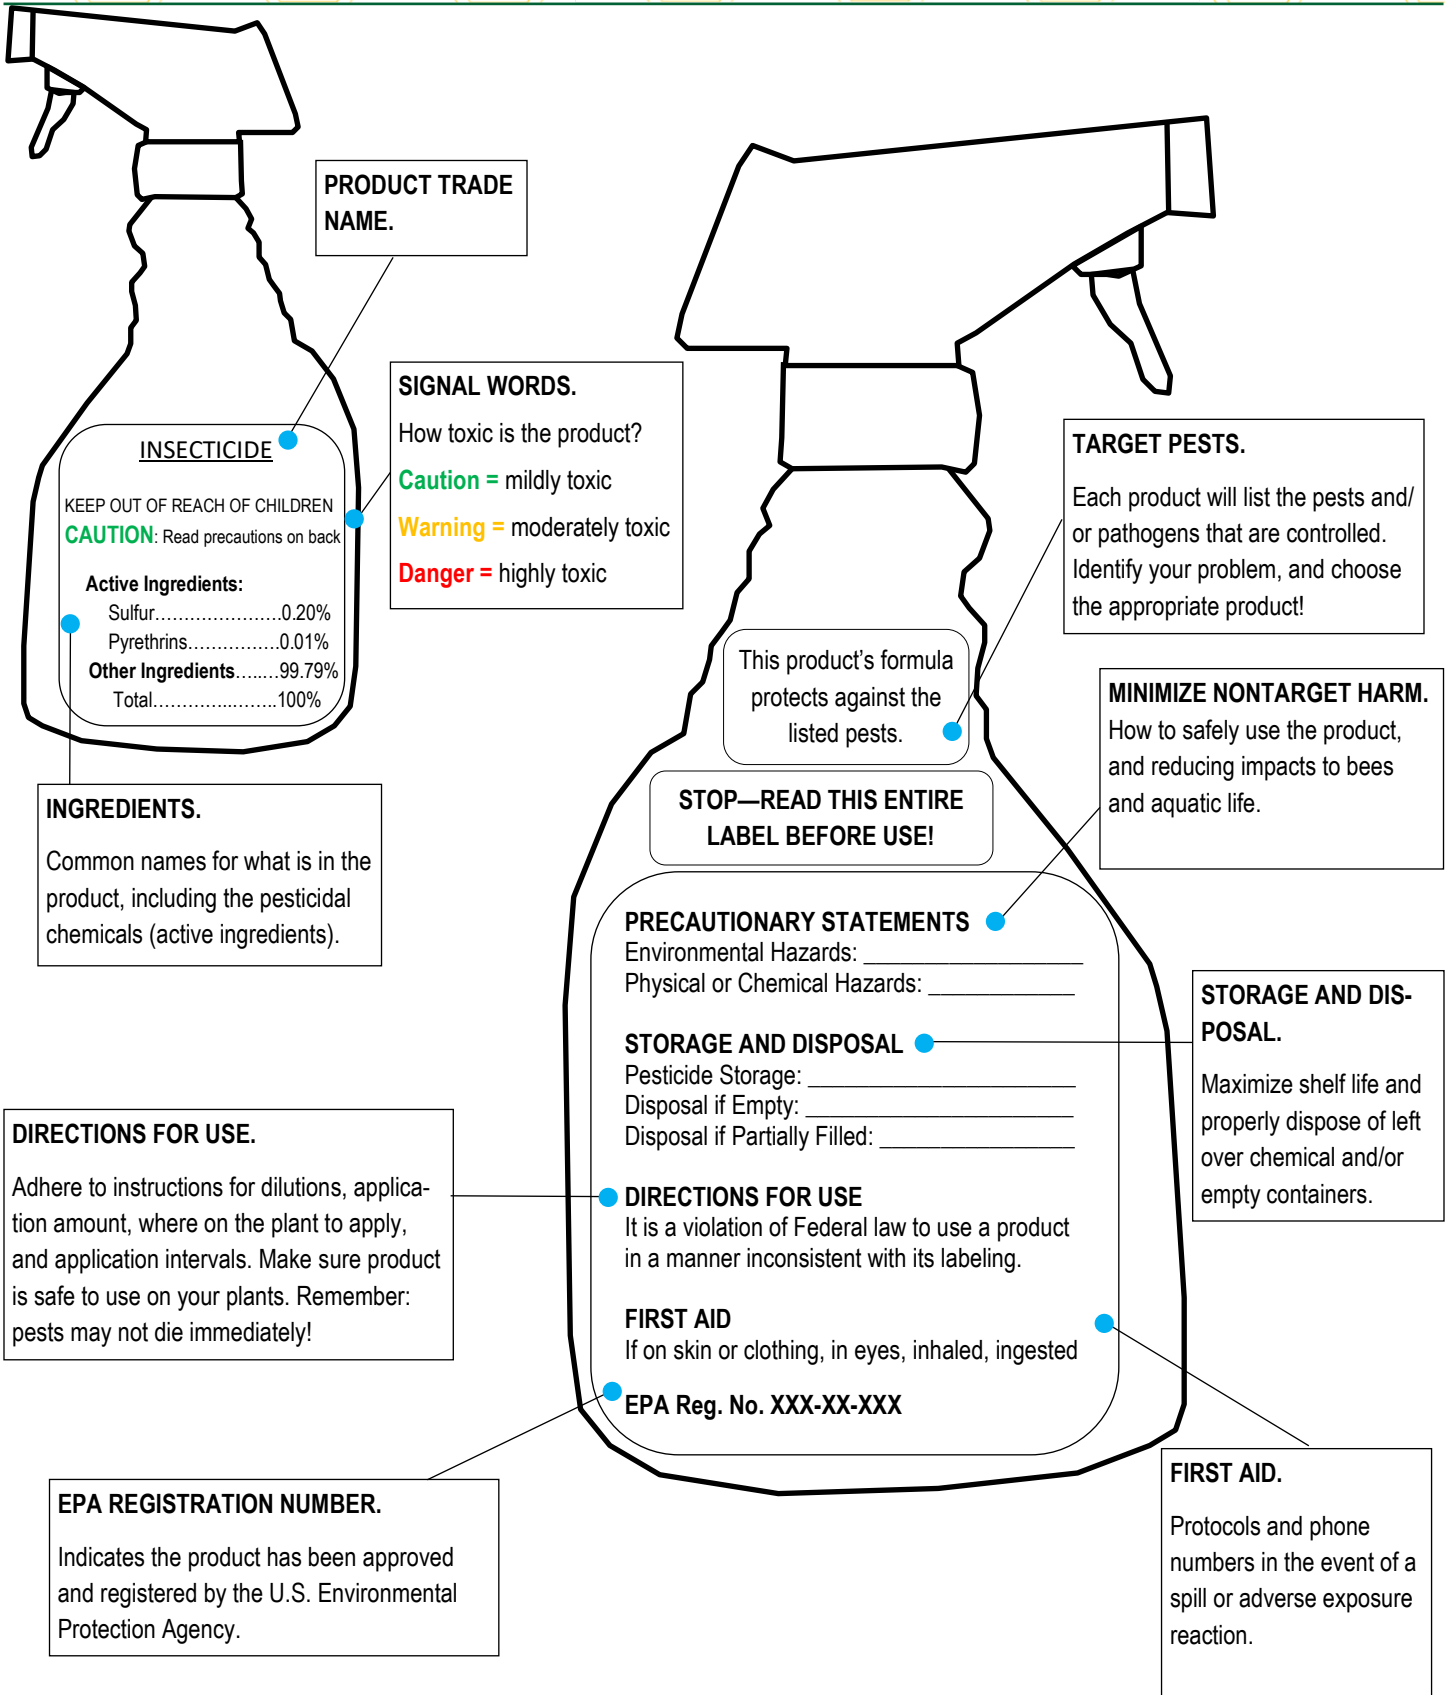 PRODUCT TRADE
NAME.
SIGNAL WORDS.
How toxic is the product?
Caution = mildly toxic
Warning = moderately toxic
Danger = highly toxic
INSECTICIDE
KEEP OUT OF REACH OF CHILDREN
CAUTION: Read precautions on back
Active Ingredients:
Sulfur…………………..0.20%
Pyrethrins…………….0.01%
Other Ingredients…..…99.79%
Total…………..….….100%
INGREDIENTS.
Common names for what is in the
product, including the pesticidal
chemicals (active ingredients).
TARGET PESTS.
Each product will list the pests and/
or pathogens that are controlled.
Identify your problem, and choose
the appropriate product!
This product’s formula
protects against the
listed pests.
MINIMIZE NONTARGET HARM.
How to safely use the product,
and reducing impacts to bees
and aquatic life.
STOP—READ THIS ENTIRE
LABEL BEFORE USE!
PRECAUTIONARY STATEMENTS
Environmental Hazards: __________________
Physical or Chemical Hazards: ____________
STORAGE AND DISPOSAL
Pesticide Storage: ______________________
Disposal if Empty: ______________________
Disposal if Partially Filled: ________________
DIRECTIONS FOR USE
It is a violation of Federal law to use a product
in a manner inconsistent with its labeling.
FIRST AID
If on skin or clothing, in eyes, inhaled, ingested
EPA Reg. No. XXX-XX-XXX
STORAGE AND DIS-
POSAL.
Maximize shelf life and
properly dispose of left
over chemical and/or
empty containers.
DIRECTIONS FOR USE.
Adhere to instructions for dilutions, applica-
tion amount, where on the plant to apply,
and application intervals. Make sure product
is safe to use on your plants. Remember:
pests may not die immediately!
EPA REGISTRATION NUMBER.
Indicates the product has been approved
and registered by the U.S. Environmental
Protection Agency.
FIRST AID.
Protocols and phone
numbers in the event of a
spill or adverse exposure
reaction.